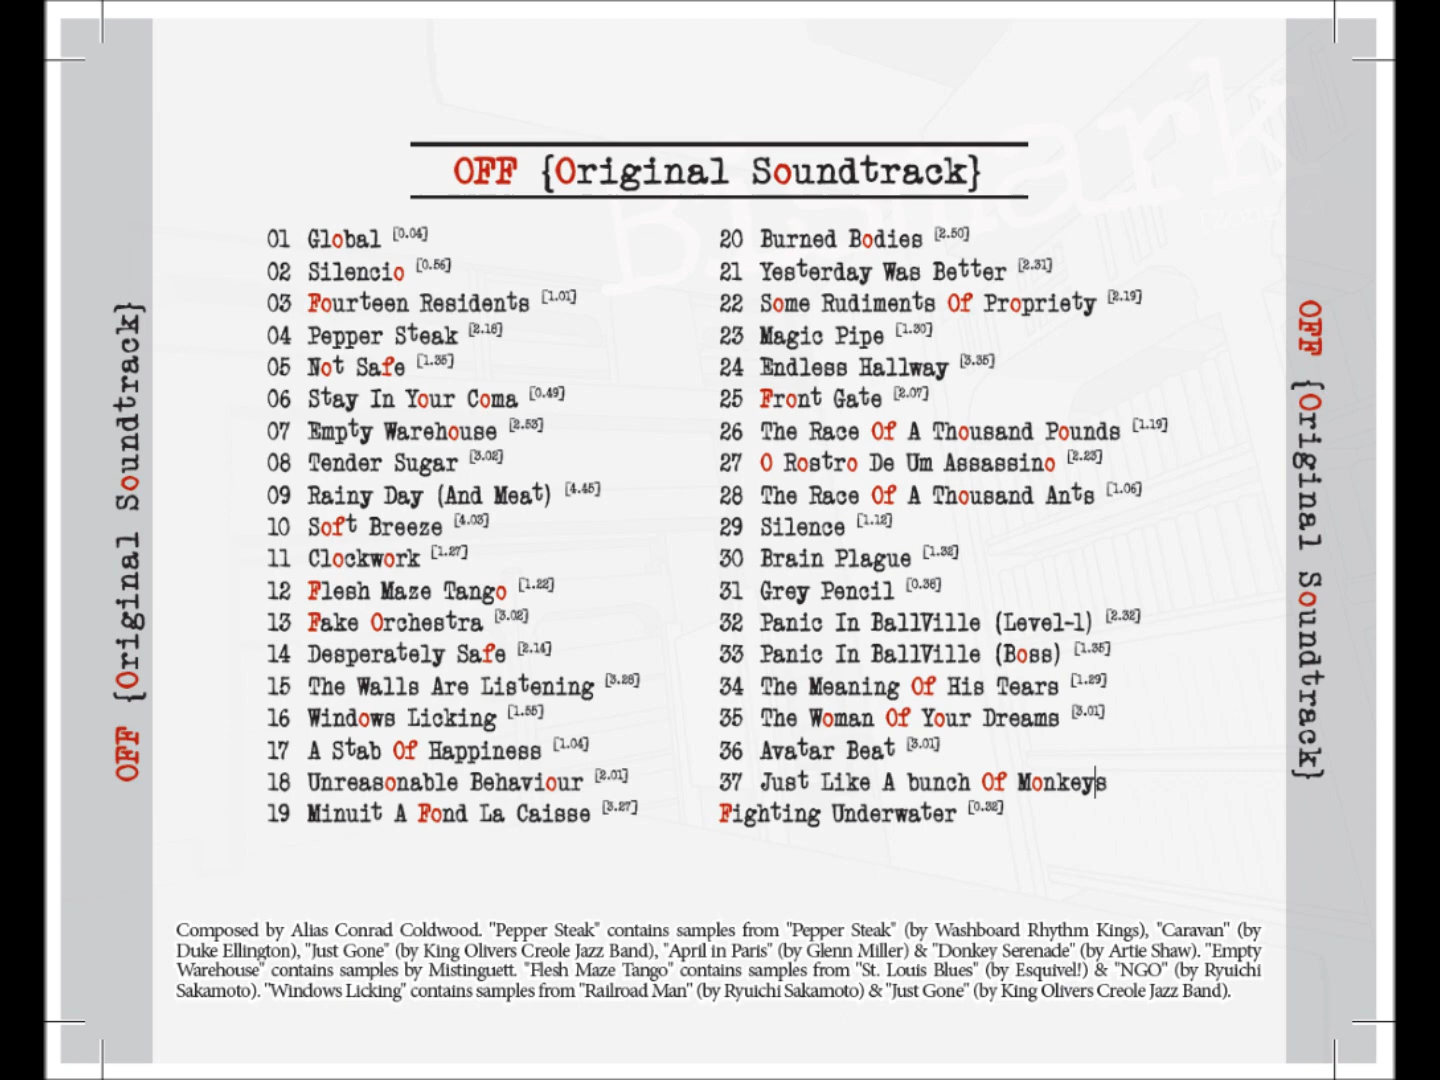 OFF {Original Soundtrack}
01 Global [0.04]
02 Silencio [0.56]
03 Fourteen Residents [1.01]
04 Pepper Steak [2.18]
05 Not Safe [1.35]
06 Stay In Your Coma [0.49]
07 Empty Warehouse [2.53]
08 Tender Sugar [3.02]
09 Rainy Day (And Meat) [4.45]
10 Soft Breeze [4.03]
11 Clockwork [1.27]
12 Flesh Maze Tango [1.22]
13 Fake Orchestra [3.02]
14 Desperately Safe [2.14]
15 The Walls Are Listening [3.28]
16 Windows Licking [1.55]
17 A Stab Of Happiness [1.04]
18 Unreasonable Behaviour [2.01]
19 Minuit A Fond La Caisse [3.27]
20 Burned Bodies [2.50]
21 Yesterday Was Better [2.31]
22 Some Rudiments Of Propriety [2.19]
23 Magic Pipe [1.30]
24 Endless Hallway [3.35]
25 Front Gate [2.07]
26 The Race Of A Thousand Pounds [1.19]
27 O Rostro De Um Assassino [2.23]
28 The Race Of A Thousand Ants [1.06]
29 Silence [1.12]
30 Brain Plague [1.32]
31 Grey Pencil [0.36]
32 Panic In BallVille (Level-1) [2.32]
33 Panic In BallVille (Boss) [1.35]
34 The Meaning Of His Tears [1.29]
35 The Woman Of Your Dreams [3.01]
36 Avatar Beat [3.01]
37 Just Like A bunch Of Monkeys
Fighting Underwater [0.32]
Composed by Alias Conrad Coldwood. "Pepper Steak" contains samples from "Pepper Steak" (by Washboard Rhythm Kings), "Caravan" (by
Duke Ellington), "Just Gone" (by King Olivers Creole Jazz Band), "April in Paris" (by Glenn Miller) & "Donkey Serenade" (by Artie Shaw). "Empty
Warehouse" contains samples by Mistinguett. "Flesh Maze Tango" contains samples from "St. Louis Blues" (by Esquivel!) & "NGO" (by Ryuichi
Sakamoto). "Windows Licking" contains samples from "Railroad Man" (by Ryuichi Sakamoto) & "Just Gone" (by King Olivers Creole Jazz Band).
OFF {Original Soundtrack}
OFF {Original Soundtrack}